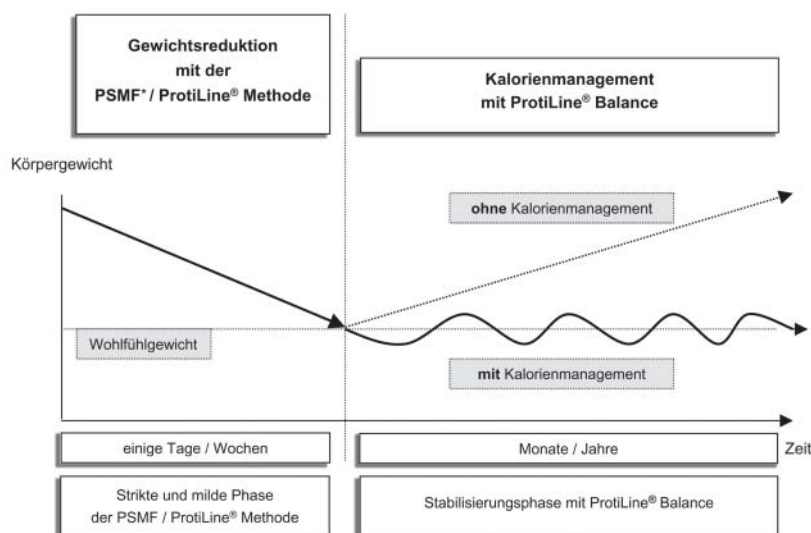 Gewichtsreduktion
mit der
PSMF* / ProtiLine® Methode
Kalorienmanagement
mit ProtiLine® Balance
Körpergewicht
ohne Kalorienmanagement
Wohlfühlgewicht
mit Kalorienmanagement
einige Tage / Wochen
Monate / Jahre
Zeit
Strikte und milde Phase
der PSMF / ProtiLine® Methode
Stabilisierungsphase mit ProtiLine® Balance